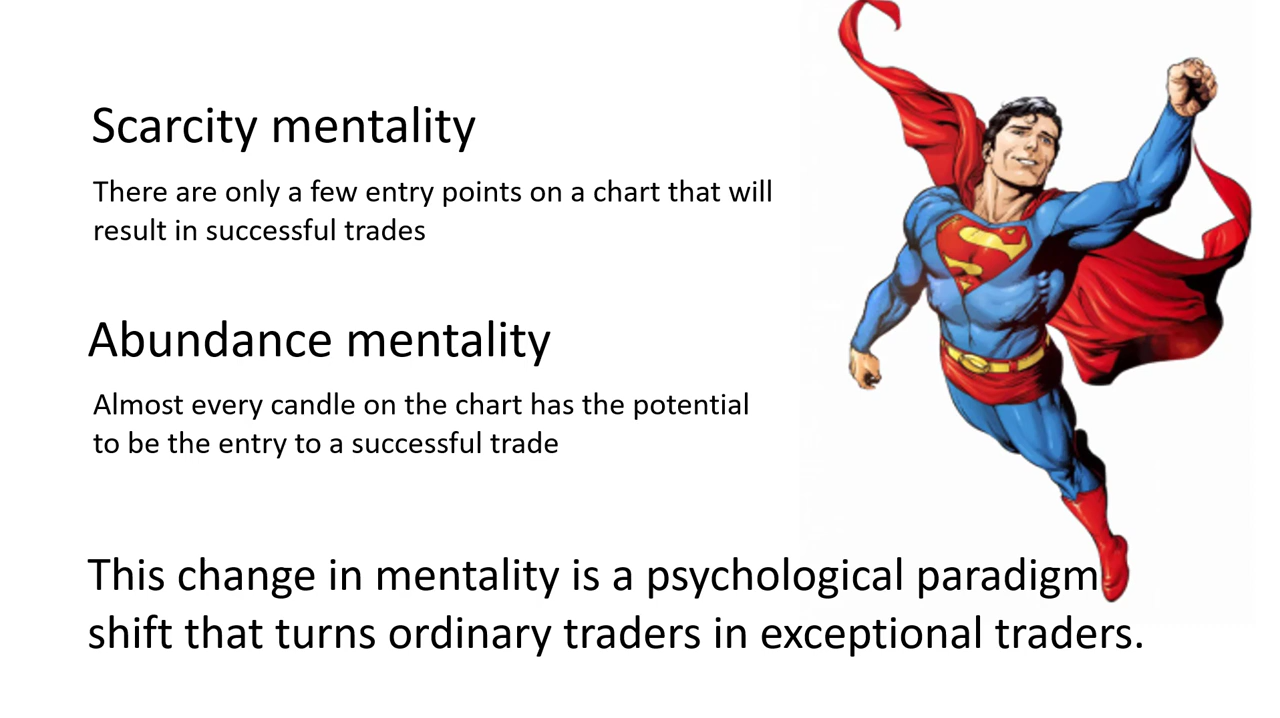 Scarcity mentality
There are only a few entry points on a chart that will
result in successful trades
Abundance mentality
Almost every candle on the chart has the potential
to be the entry to a successful trade
This change in mentality is a psychological paradigm
shift that turns ordinary traders in exceptional traders.